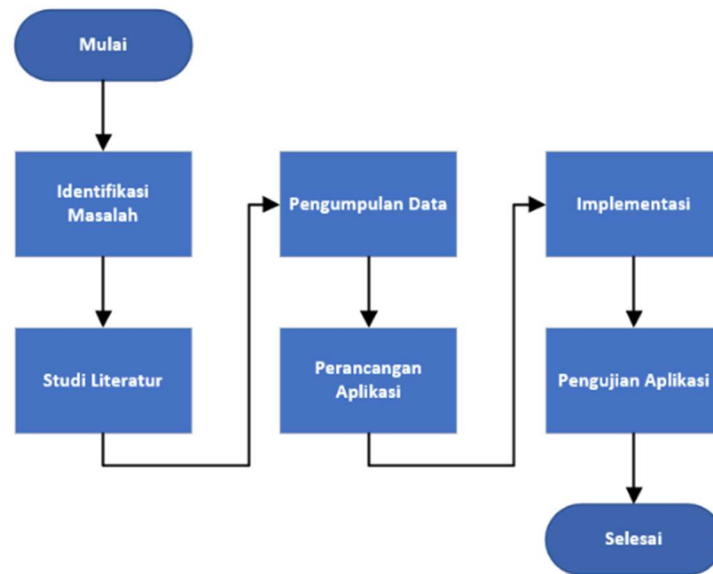 Mulai
Identifikasi
Masalah
Studi Literatur
Pengumpulan Data
Perancangan
Aplikasi
Implementasi
Pengujian Aplikasi
Selesai